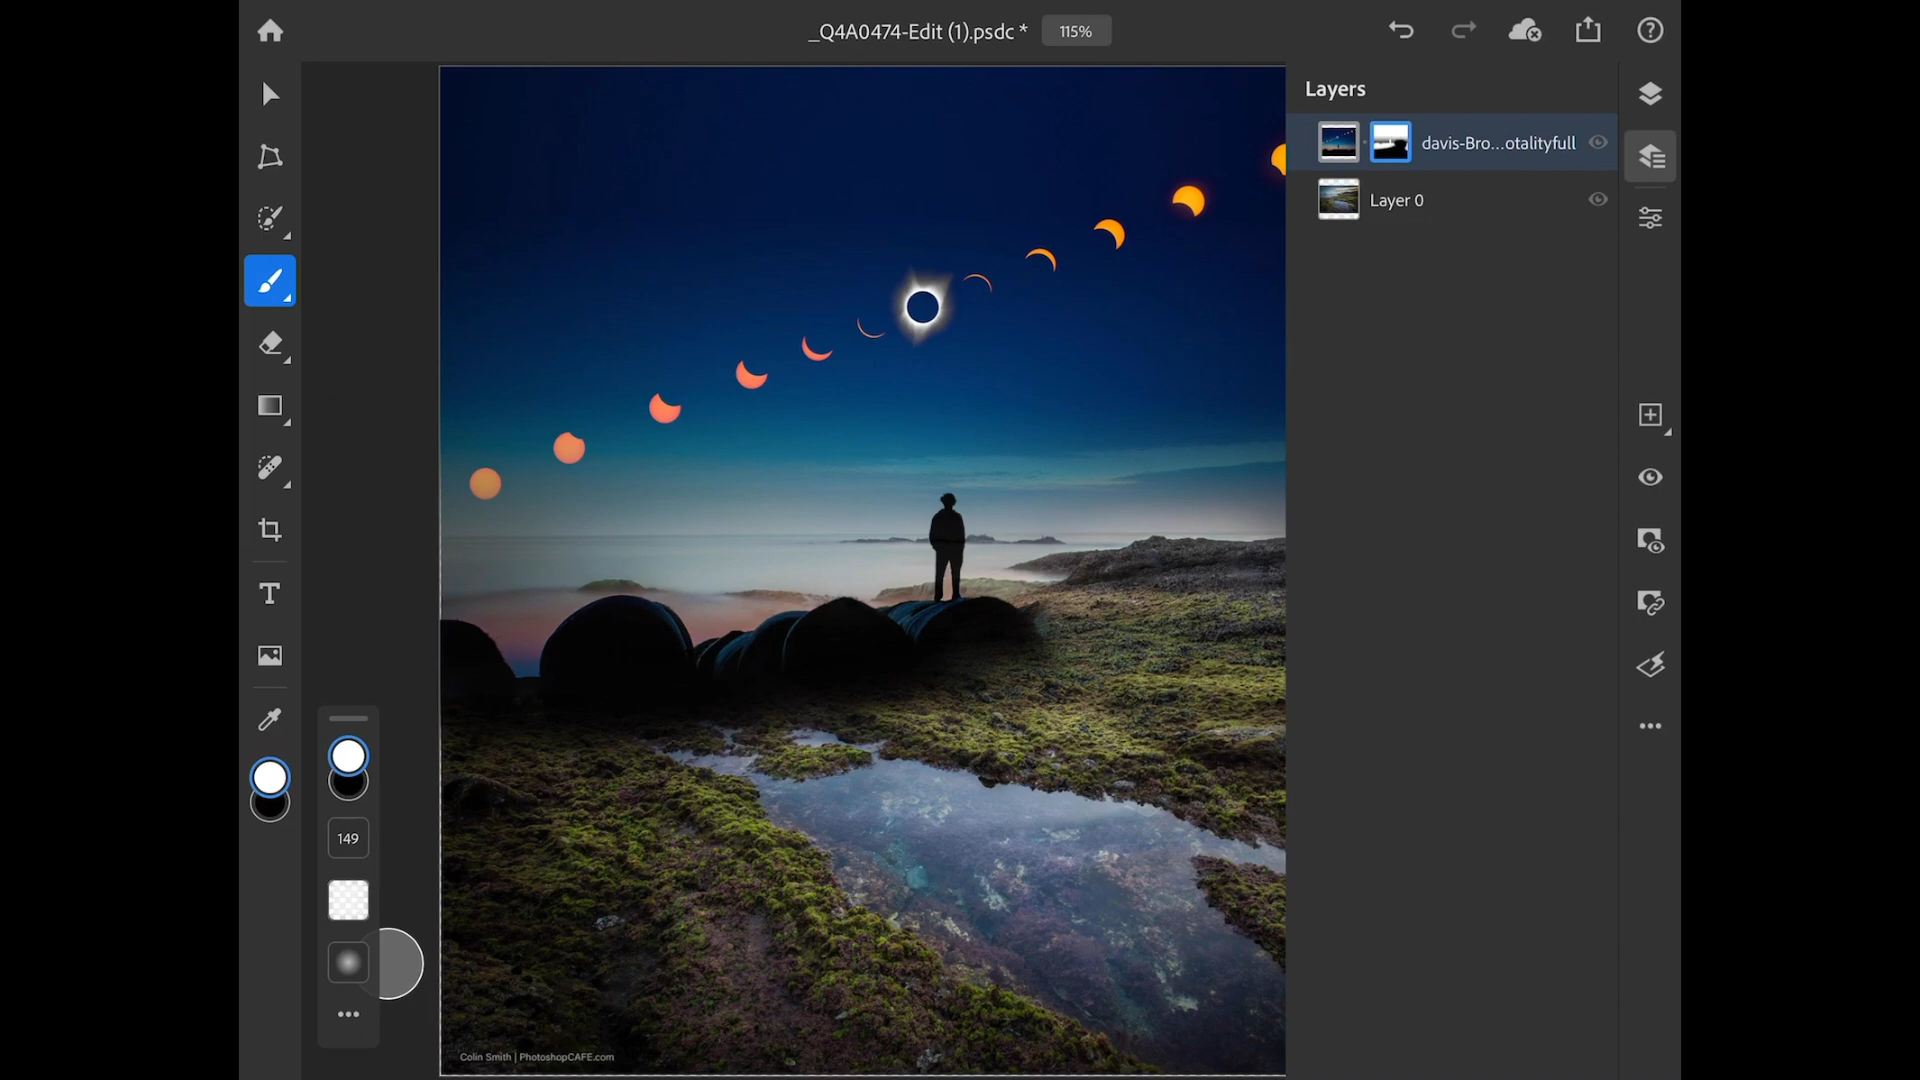 _Q4A0474-Edit (1).psdc *
115%
Layers
davis-Bro...otalityfull
Layer 0
T
149
Colin Smith | PhotoshopCAFE.com